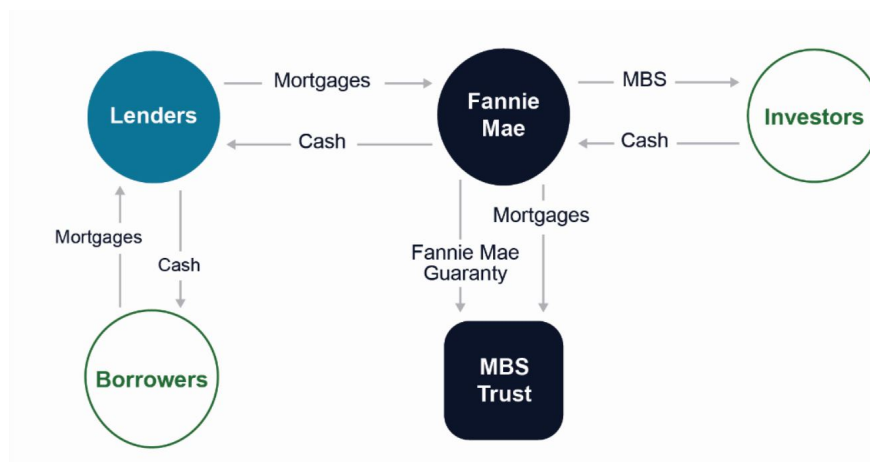 Mortgages
MBS
Lenders
Fannie
Mae
Investors
Cash
Cash
Mortgages
Mortgages
Cash
Fannie Mae
Guaranty
Borrowers
MBS
Trust